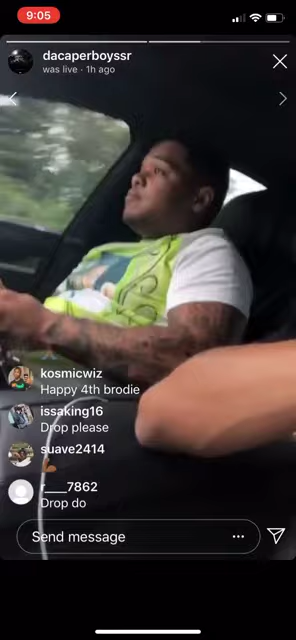 9:05
dacaperboyssr
was live · 1h ago
kosmicwiz
Happy 4th brodie
issaking16
Drop please
suave2414
r___7862
Drop do
Send message